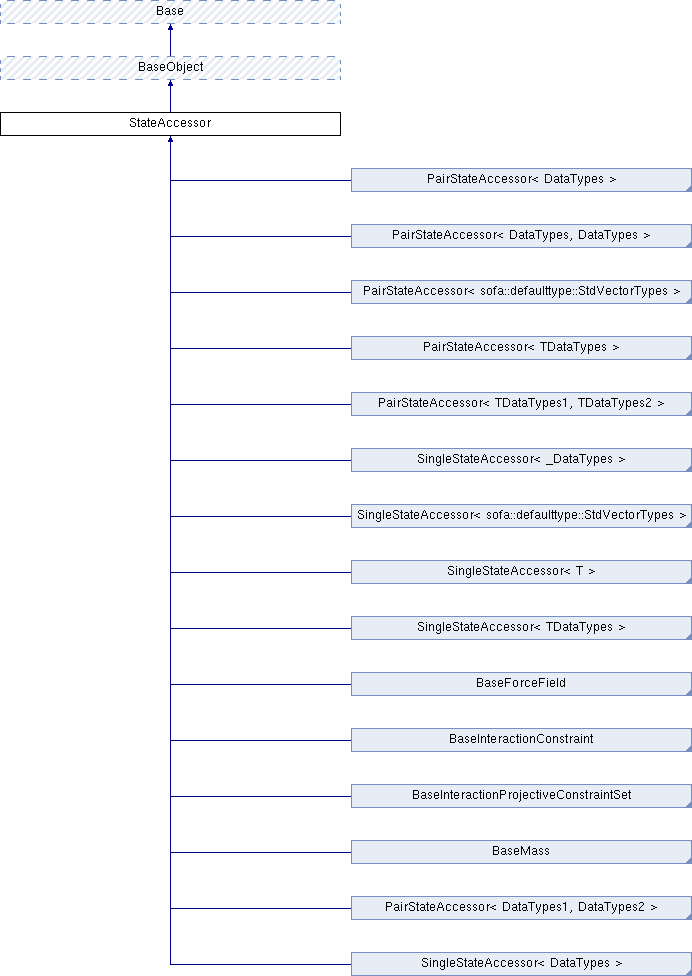 Base
BaseObject
StateAccessor
PairStateAccessor< DataTypes >
PairStateAccessor< DataTypes, DataTypes >
PairStateAccessor< sofa::defaulttype::StdVectorTypes >
PairStateAccessor< TDataTypes >
PairStateAccessor< TDataTypes1, TDataTypes2 >
SingleStateAccessor< _DataTypes >
SingleStateAccessor< sofa::defaulttype::StdVectorTypes >
SingleStateAccessor< T >
SingleStateAccessor< TDataTypes >
BaseForceField
BaseInteractionConstraint
BaseInteractionProjectiveConstraintSet
BaseMass
PairStateAccessor< DataTypes1, DataTypes2 >
SingleStateAccessor< DataTypes >